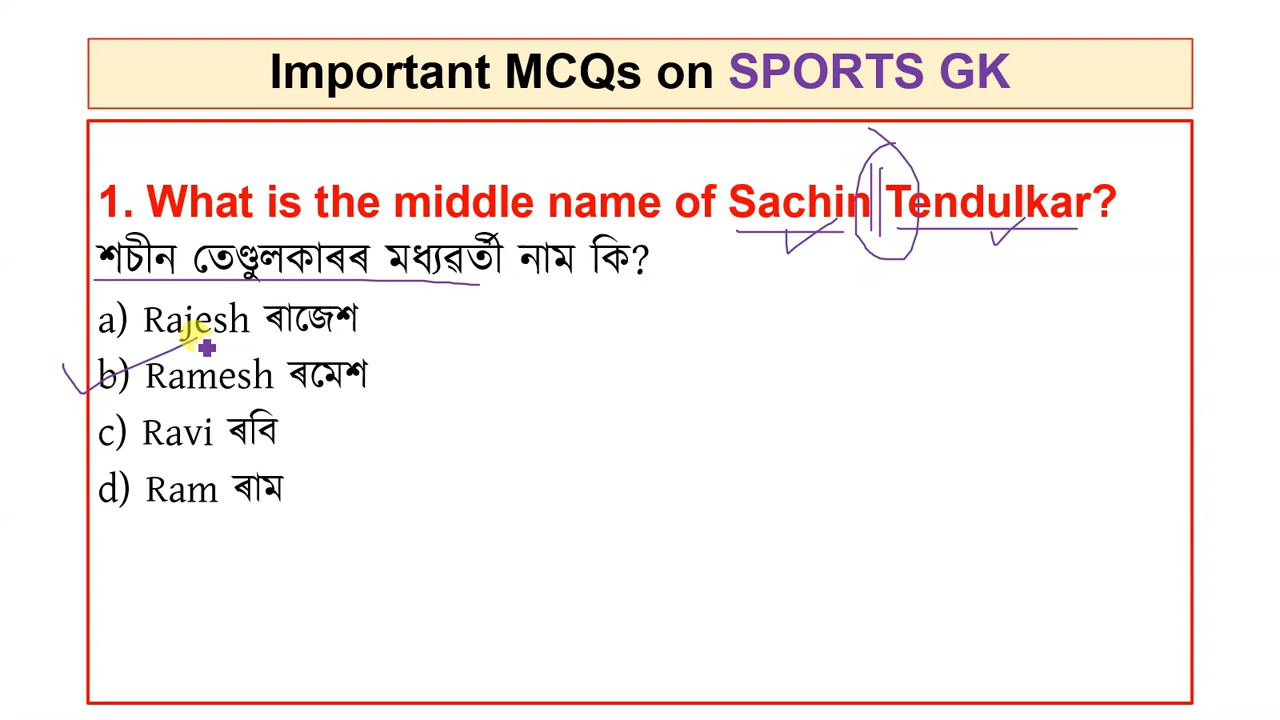 Important MCQs on SPORTS GK
1. What is the middle name of Sachin Tendulkar?
শচীন তেণ্ডুলকাৰৰ মধ্যৱৰ্তী নাম কি?
a) Rajesh ৰাজেশ
b) Ramesh ৰমেশ
c) Ravi ৰবি
d) Ram ৰাম